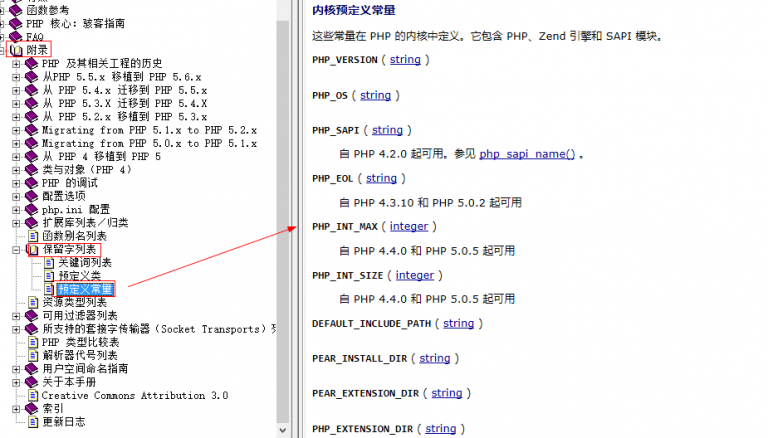 函数参考
PHP 核心: 骇客指南
FAQ
附录
PHP 及其相关工程的历史
从PHP 5.5.x 移植到 PHP 5.6.x
从 PHP 5.4.x 迁移到 PHP 5.5.x
从 PHP 5.3.X 迁移到 PHP 5.4.X
从 PHP 5.2.x 移植到 PHP 5.3.x
Migrating from PHP 5.1.x to PHP 5.2.x
Migrating from PHP 5.0.x to PHP 5.1.x
从 PHP 4 移植到 PHP 5
类与对象（PHP 4）
PHP 的调试
配置选项
php.ini 配置
扩展库列表／归类
函数别名列表
保留字列表
关键词列表
预定义类
预定义常量
资源类型列表
可用过滤器列表
所支持的套接字传输器（Socket Transports）
PHP 类型比较表
解析器代号列表
用户空间命名指南
关于本手册
Creative Commons Attribution 3.0
索引
更新日志
内核预定义常量
这些常量在 PHP 的内核中定义。它包含 PHP、Zend 引擎和 SAPI 模块。
PHP_VERSION ( string )
PHP_OS ( string )
PHP_SAPI ( string )
自 PHP 4.2.0 起可用。参见 php_sapi_name() 。
PHP_EOL ( string )
自 PHP 4.3.10 和 PHP 5.0.2 起可用
PHP_INT_MAX ( integer )
自 PHP 4.4.0 和 PHP 5.0.5 起可用
PHP_INT_SIZE ( integer )
自 PHP 4.4.0 和 PHP 5.0.5 起可用
DEFAULT_INCLUDE_PATH ( string )
PEAR_INSTALL_DIR ( string )
PEAR_EXTENSION_DIR ( string )
PHP_EXTENSION_DIR ( string )